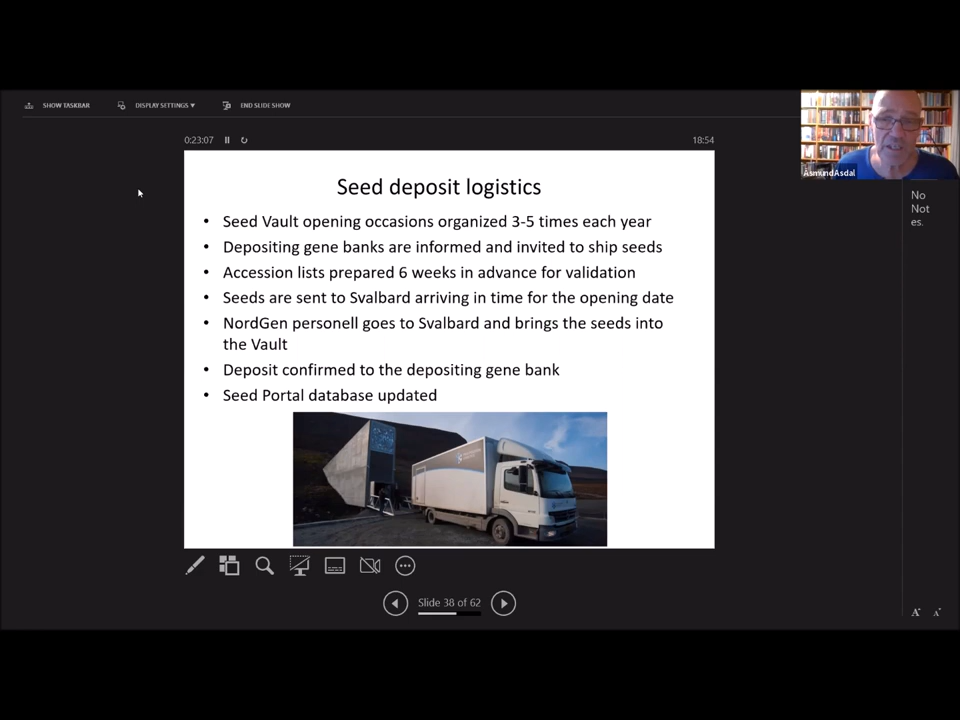 SHOW TASKBAR
DISPLAY SETTINGS ▼
END SLIDE SHOW
0:23:07
18:54
ÅsmundAsdal
No
Not
es.
Seed deposit logistics
• Seed Vault opening occasions organized 3-5 times each year
• Depositing gene banks are informed and invited to ship seeds
• Accession lists prepared 6 weeks in advance for validation
• Seeds are sent to Svalbard arriving in time for the opening date
• NordGen personell goes to Svalbard and brings the seeds into
the Vault
• Deposit confirmed to the depositing gene bank
• Seed Portal database updated
Slide 38 of 62
A A